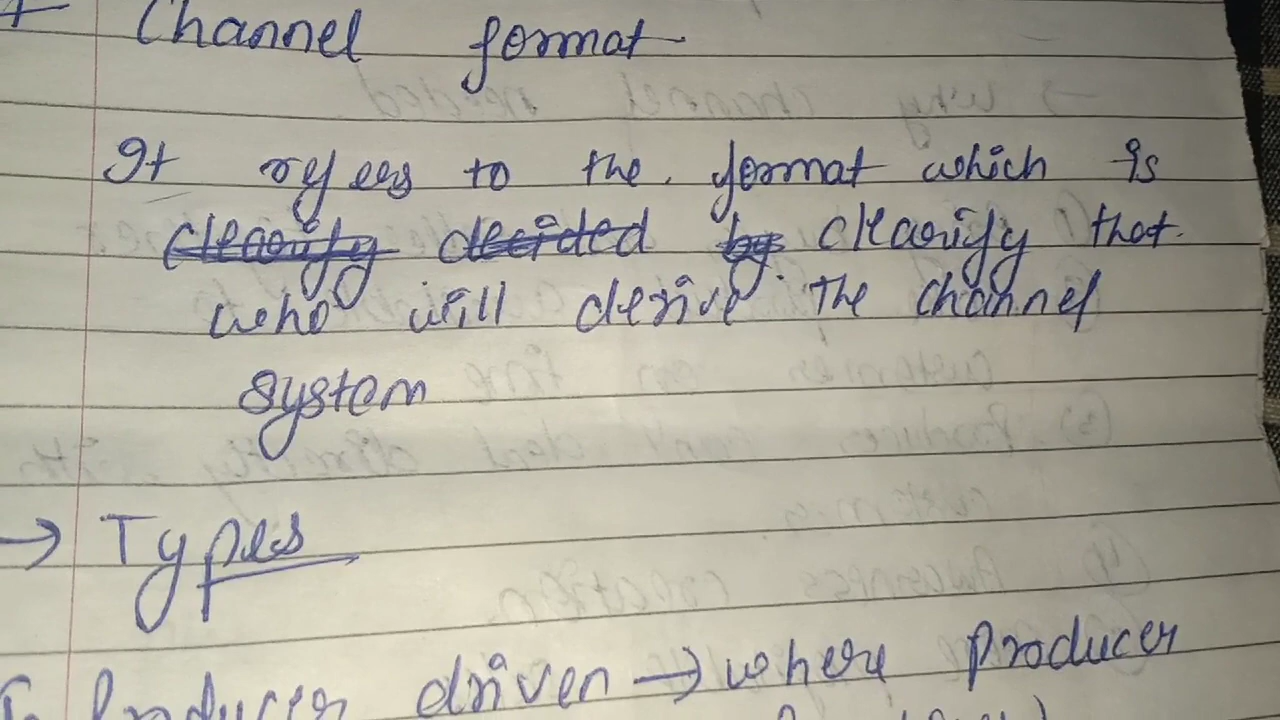 Channel format
It refers to the format which is
clearify decided by clearify that
who will derive the channel
system
→ Types
Producer driven → where Producer